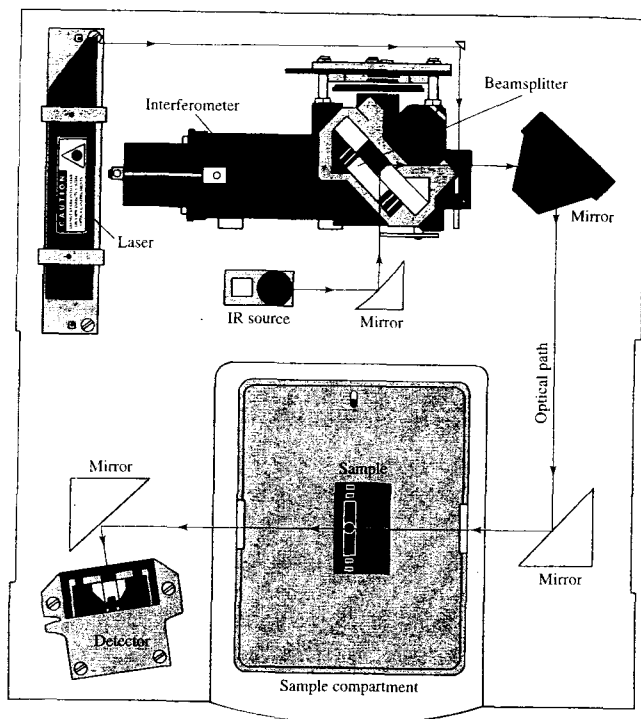 Beamsplitter
Interferometer
CAUTION
Laser
Mirror
IR source
Mirror
Optical path
Mirror
Sample
Mirror
Detector
Sample compartment